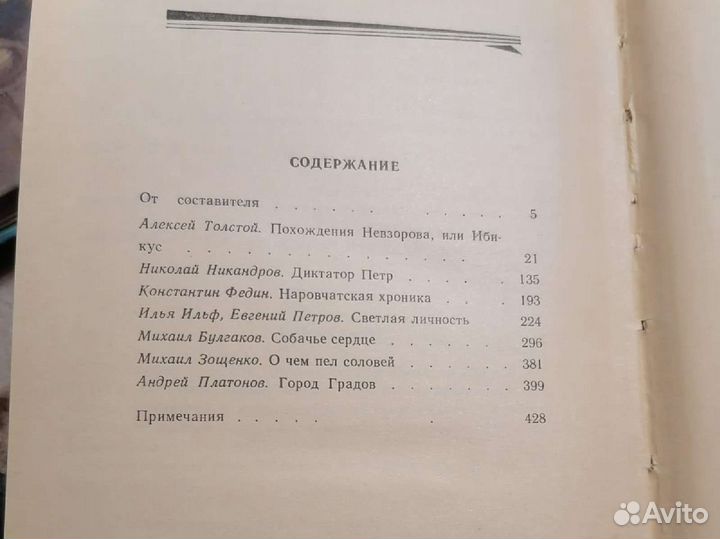 СОДЕРЖАНИЕ
От составителя . . . . . . . . . 5
Алексей Толстой. Похождения Невзорова, или Иби-
кус . . . . . . . . . . . . . . . 21
Николай Никандров. Диктатор Петр . . . . 135
Константин Федин. Наровчатская хроника . . . 193
Илья Ильф, Евгений Петров. Светлая личность 224
Михаил Булгаков. Собачье сердце . . . . . 296
Михаил Зощенко. О чем пел соловей . . . . 381
Андрей Платонов. Город Градов . . . . . . 399
Примечания . . . . . . 428
Avito